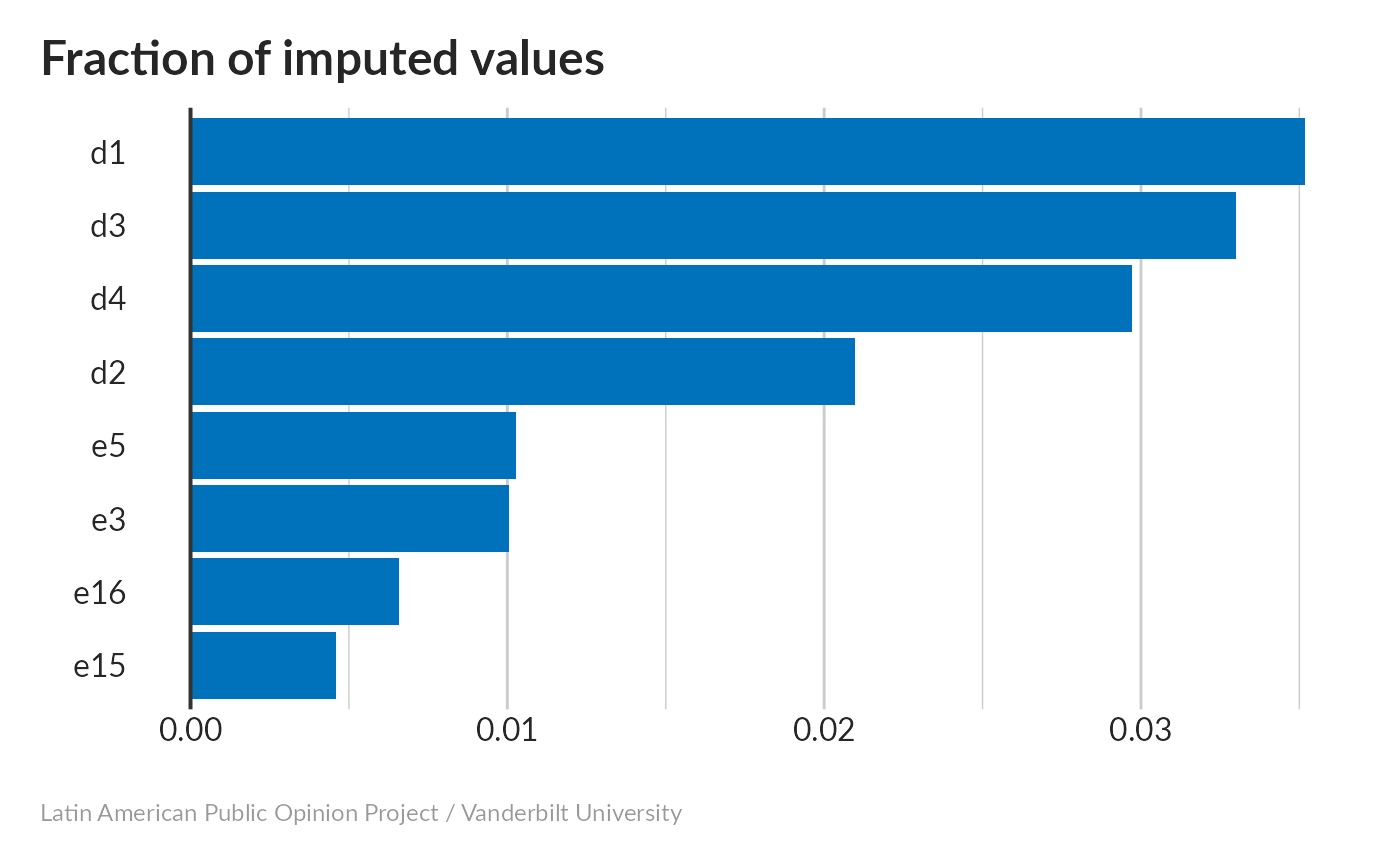 Fraction of imputed values
d1
d3
d4
d2
e5
e3
e16
e15
0.00 0.01 0.02 0.03
Latin American Public Opinion Project / Vanderbilt University